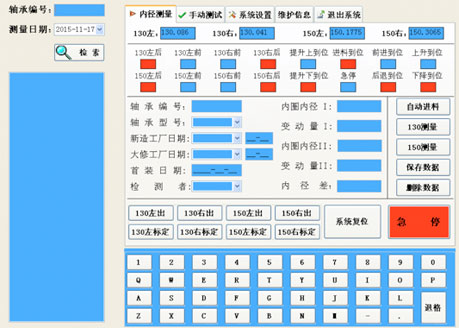 轴承编号:
测量日期: 2015-11-17
检 索
内径测量 手动测试 系统设置 维护信息 退出系统
130左: 130.086 130右: 130.041 150左: 150.1775 150右: 150.3065
130左后 130左前 130右前 130右后 提升上到位 进料到位 前进到位 上升到位
150左后 150左前 150右前 150右后 提升下到位 急停 后退到位 下降到位
轴 承 编 号: 内圈内径 I: 自动进料
轴 承 型 号: 变 动 量 I: 130测量
新造工厂日期:
内圈内径II: 150测量
大修工厂日期:
变 动 量II: 保存数据
首 装 日 期:
检 测 者: 内 径 差: 删除数据
130左出 130右出 150左出 150右出 系统复位 急 停
130左标定 130右标定 150左标定 150右标定
1 2 3 4 5 6 7 8 9 0
Q W E R T Y U I O P
A S D F G H J K L 退格
Z X C V B N M - .